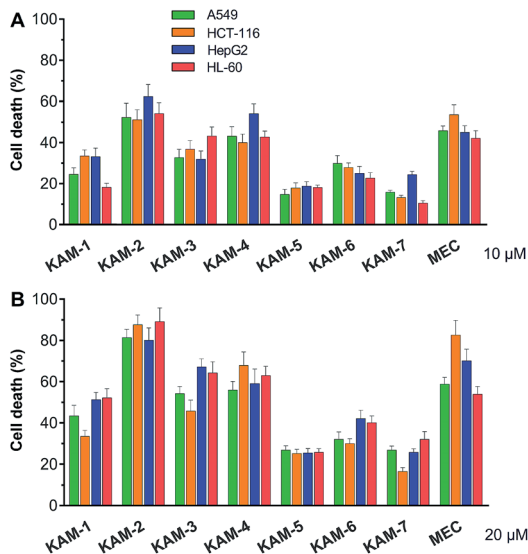 A
A549
HCT-116
HepG2
HL-60
Cell death (%)
100
80
60
40
20
0
KAM-1 KAM-2 KAM-3 KAM-4 KAM-5 KAM-6 KAM-7 MEC
10 µM
B
Cell death (%)
100
80
60
40
20
0
KAM-1 KAM-2 KAM-3 KAM-4 KAM-5 KAM-6 KAM-7 MEC
20 µM